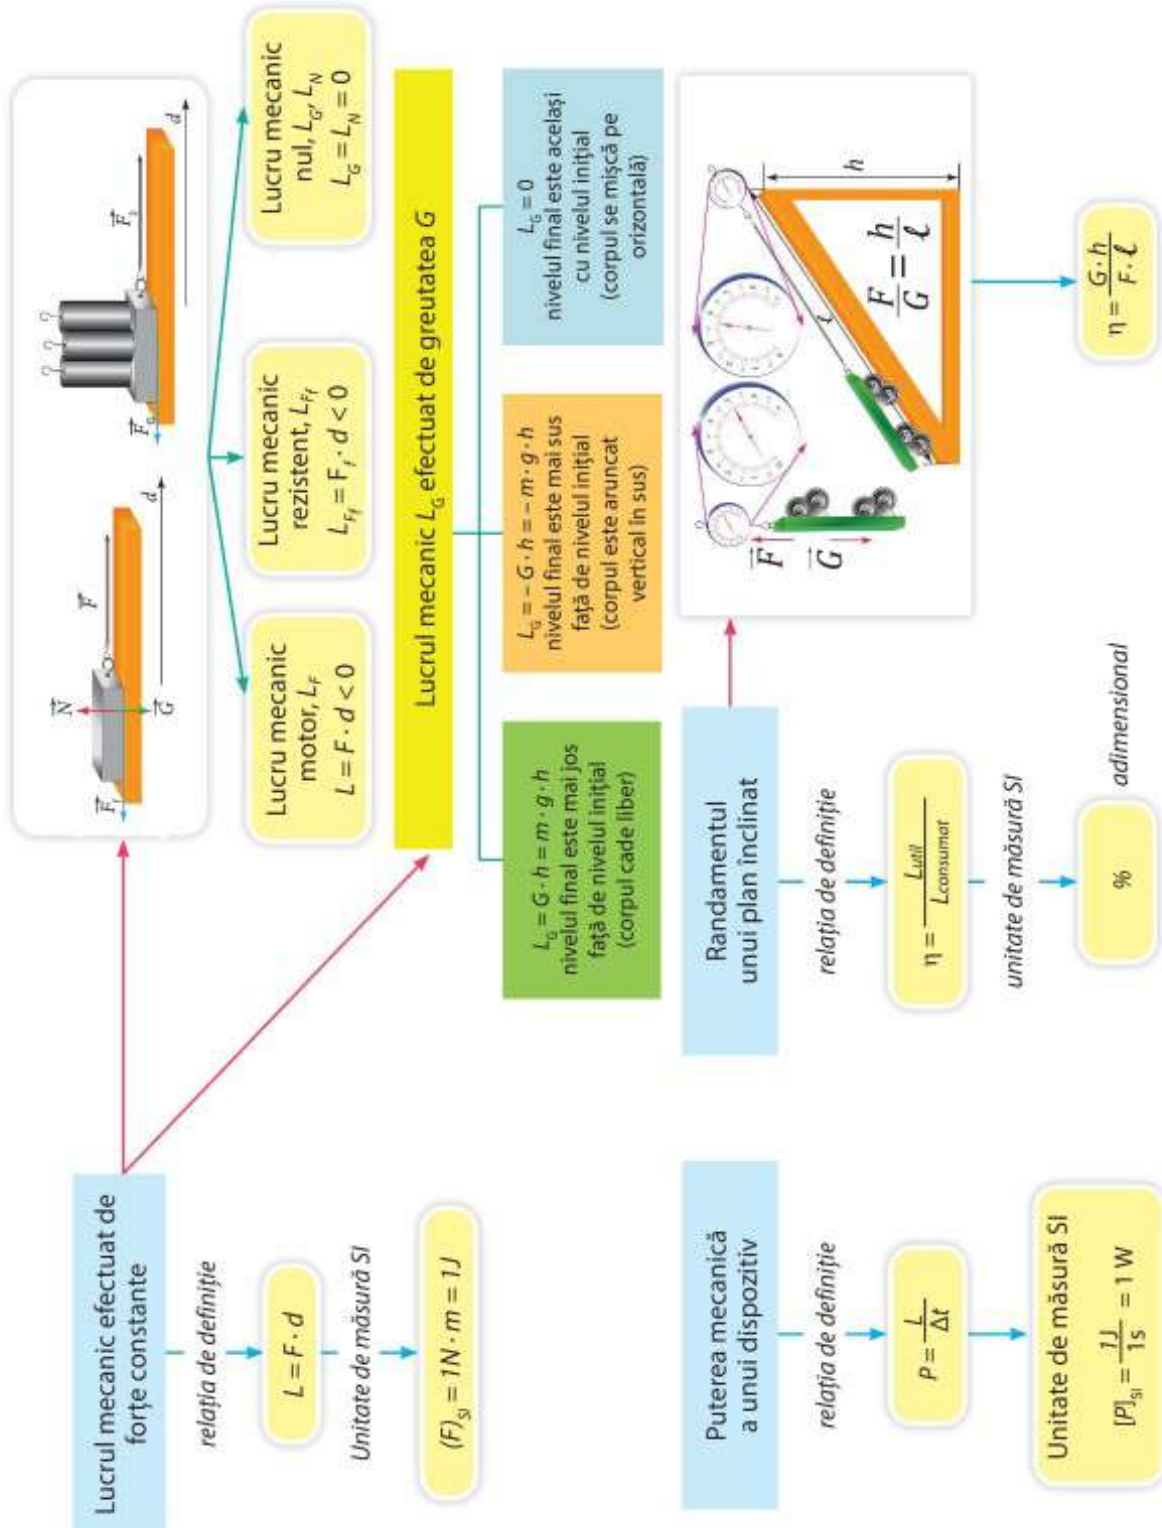 Lucrul mecanic efectuat de
forțe constante
relația de definiție
L = F · d
Unitate de măsură SI
(F)SI = 1N · m = 1J
N
Ff
F
G
d
Ff
F2
d
Lucru mecanic
motor, LF
L = F · d < 0
Lucru mecanic
rezistent, LFf
LFf = Ff · d < 0
Lucru mecanic
nul, LG, LN
LG = LN = 0
Lucrul mecanic LG efectuat de greutatea G
LG = G · h = m · g · h
nivelul final este mai jos
față de nivelul inițial
(corpul cade liber)
LG = – G · h = – m · g · h
nivelul final este mai sus
față de nivelul inițial
(corpul este aruncat
vertical în sus)
LG = 0
nivelul final este același
cu nivelul inițial
(corpul se mișcă pe
orizontală)
Puterea mecanică
a unui dispozitiv
relația de definiție
P = L / Δt
Unitate de măsură SI
[P]SI = 1J / 1s = 1 W
Randamentul
unui plan înclinat
relația de definiție
η = Lutil / Lconsumat
unitate de măsură SI
%
adimensional
F
G
ℓ
h
F / G = h / ℓ
η = G · h / F · ℓ